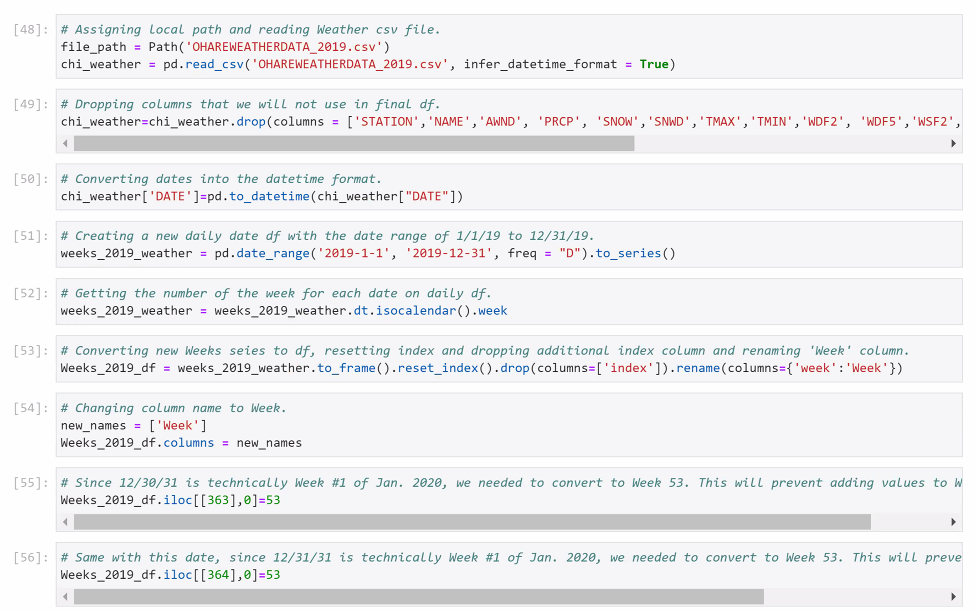 [48]: # Assigning local path and reading Weather csv file.
file_path = Path('OHAREWEATHERDATA_2019.csv')
chi_weather = pd.read_csv('OHAREWEATHERDATA_2019.csv', infer_datetime_format = True)
[49]: # Dropping columns that we will not use in final df.
chi_weather=chi_weather.drop(columns = ['STATION','NAME','AWND', 'PRCP', 'SNOW','SNWD','TMAX','TMIN','WDF2', 'WDF5','WSF2',
[50]: # Converting dates into the datetime format.
chi_weather['DATE']=pd.to_datetime(chi_weather["DATE"])
[51]: # Creating a new daily date df with the date range of 1/1/19 to 12/31/19.
weeks_2019_weather = pd.date_range('2019-1-1', '2019-12-31', freq = "D").to_series()
[52]: # Getting the number of the week for each date on daily df.
weeks_2019_weather = weeks_2019_weather.dt.isocalendar().week
[53]: # Converting new Weeks seies to df, resetting index and dropping additional index column and renaming 'Week' column.
Weeks_2019_df = weeks_2019_weather.to_frame().reset_index().drop(columns=['index']).rename(columns={'week':'Week'})
[54]: # Changing column name to Week.
new_names = ['Week']
Weeks_2019_df.columns = new_names
[55]: # Since 12/30/31 is technically Week #1 of Jan. 2020, we needed to convert to Week 53. This will prevent adding values to W
Weeks_2019_df.iloc[[363],0]=53
[56]: # Same with this date, since 12/31/31 is technically Week #1 of Jan. 2020, we needed to convert to Week 53. This will preve
Weeks_2019_df.iloc[[364],0]=53